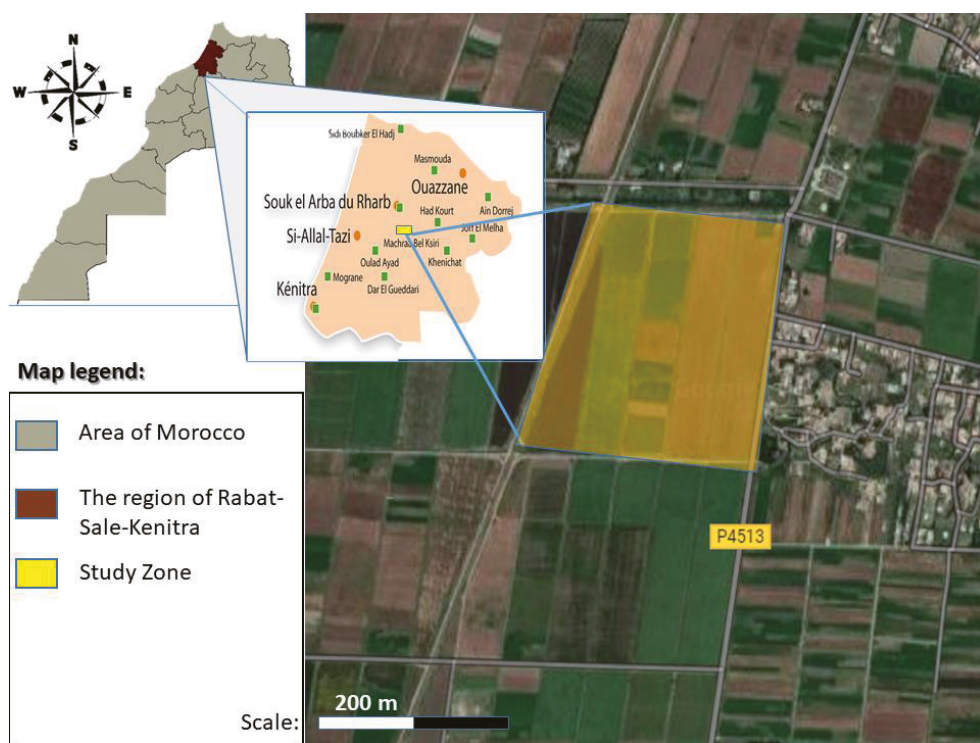 N
W
E
S
Sidi Boubker El Hadj
Masmouda
Ouazzane
Souk el Arba du Rharb
Had Kourt
Ain Dorrej
Si-Allal-Tazi
Jorf El Melha
Machraa Bel Ksiri
Oulad Ayad
Khenichat
Mograne
Dar El Gueddari
Kénitra
Map legend:
Area of Morocco
The region of Rabat-
Sale-Kenitra
Study Zone
P4513
200 m
Scale: